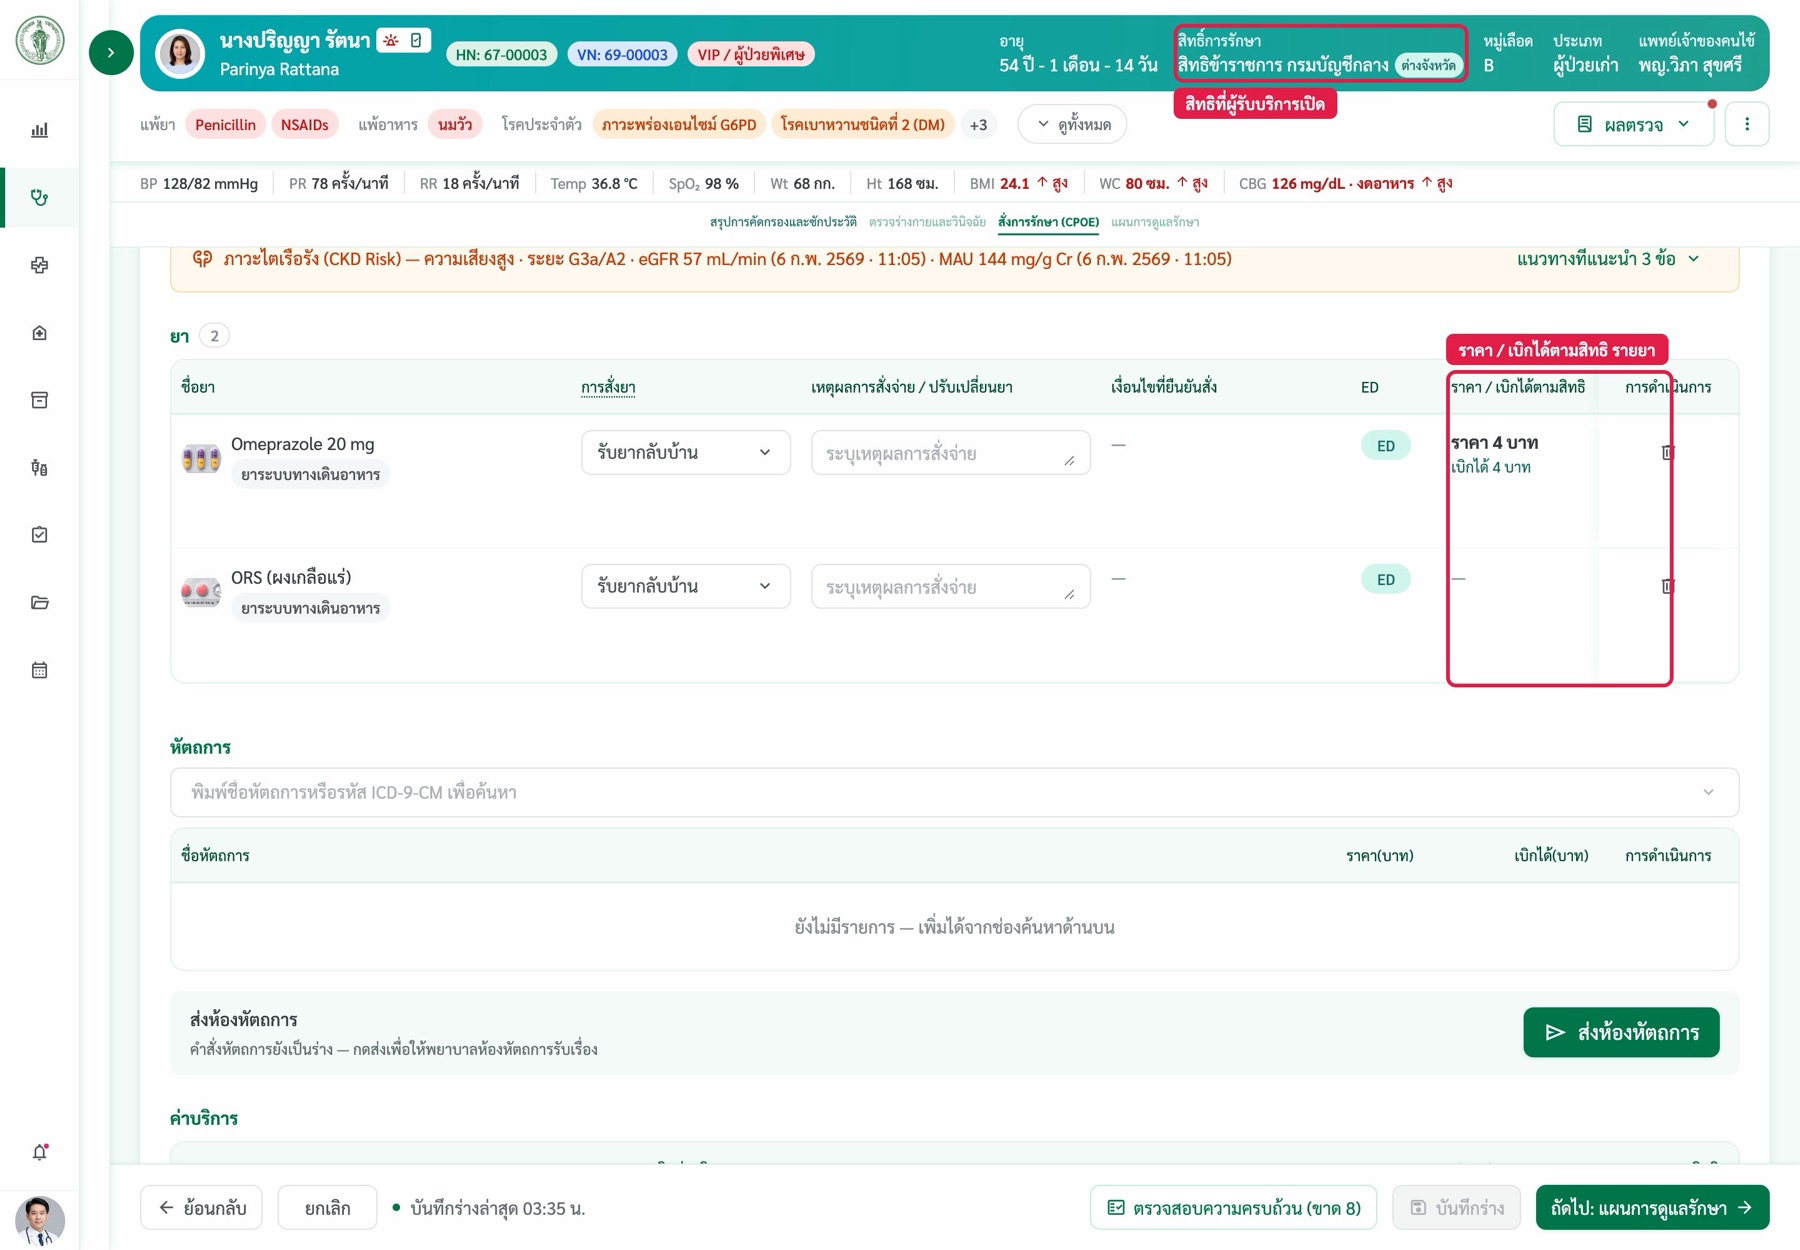 นางปริญญา รัตนา
Parinya Rattana
HN: 67-00003
VN: 69-00003
VIP / ผู้ป่วยพิเศษ
อายุ
54 ปี - 1 เดือน - 14 วัน
สิทธิ์การรักษา
สิทธิข้าราชการ กรมบัญชีกลาง ต่างจังหวัด
หมู่เลือด
B
ประเภท
ผู้ป่วยเก่า
แพทย์เจ้าของคนไข้
พญ.วิภา สุขศรี
สิทธิที่ผู้รับบริการเปิด
แพ้ยา Penicillin NSAIDs แพ้อาหาร นมวัว โรคประจำตัว ภาวะพร่องเอนไซม์ G6PD โรคเบาหวานชนิดที่ 2 (DM) +3 ดูทั้งหมด
ผลตรวจ
BP 128/82 mmHg PR 78 ครั้ง/นาที RR 18 ครั้ง/นาที Temp 36.8 °C SpO₂ 98 % Wt 68 กก. Ht 168 ซม. BMI 24.1 ↑ สูง WC 80 ซม. ↑ สูง CBG 126 mg/dL · งดอาหาร ↑ สูง
สรุปการคัดกรองและซักประวัติ ตรวจร่างกายและวินิจฉัย สั่งการรักษา (CPOE) แผนการดูแลรักษา
ภาวะไตเรื้อรัง (CKD Risk) — ความเสี่ยงสูง · ระยะ G3a/A2 · eGFR 57 mL/min (6 ก.พ. 2569 · 11:05) · MAU 144 mg/g Cr (6 ก.พ. 2569 · 11:05)
แนวทางที่แนะนำ 3 ข้อ
ยา 2
ราคา / เบิกได้ตามสิทธิ รายยา
ชื่อยา การสั่งยา เหตุผลการสั่งจ่าย / ปรับเปลี่ยนยา เงื่อนไขที่ยืนยันสั่ง ED ราคา / เบิกได้ตามสิทธิ การดำเนินการ
Omeprazole 20 mg
ยาระบบทางเดินอาหาร
รับยากลับบ้าน
ระบุเหตุผลการสั่งจ่าย
—
ED
ราคา 4 บาท
เบิกได้ 4 บาท
ORS (ผงเกลือแร่)
ยาระบบทางเดินอาหาร
รับยากลับบ้าน
ระบุเหตุผลการสั่งจ่าย
—
ED
—
หัตถการ
พิมพ์ชื่อหัตถการหรือรหัส ICD-9-CM เพื่อค้นหา
ชื่อหัตถการ ราคา(บาท) เบิกได้(บาท) การดำเนินการ
ยังไม่มีรายการ — เพิ่มได้จากช่องค้นหาด้านบน
ส่งห้องหัตถการ
คำสั่งหัตถการยังเป็นร่าง — กดส่งเพื่อให้พยาบาลห้องหัตถการรับเรื่อง
ส่งห้องหัตถการ
ค่าบริการ
ย้อนกลับ
ยกเลิก
บันทึกร่างล่าสุด 03:35 น.
ตรวจสอบความครบถ้วน (ขาด 8)
บันทึกร่าง
ถัดไป: แผนการดูแลรักษา